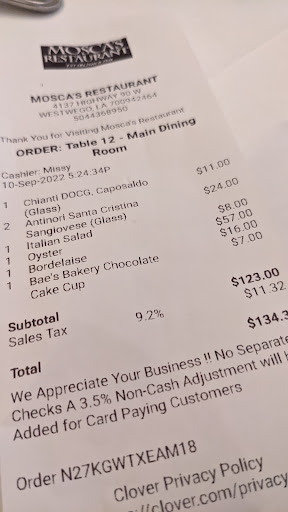 MOSCA'S
RESTAURANT
MOSCA'S RESTAURANT
4137 HIGHWAY 90 W
WESTWEGO, LA 700942464
5044368950
Thank You for Visiting Mosca's Restaurant
ORDER: Table 12 - Main Dining
Room
Cashier: Missy
10-Sep-2022 5:24:34P
1 Chianti DOCG, Caposaldo $11.00
(Glass)
2 Antinori Santa Cristina $24.00
Sangiovese (Glass)
1 Italian Salad $8.00
1 Oyster $57.00
1 Bordelaise $16.00
1 Bae's Bakery Chocolate $7.00
Cake Cup
Subtotal $123.00
Sales Tax 9.2% $11.32
Total $134.3
We Appreciate Your Business !! No Separate
Checks A 3.5% Non-Cash Adjustment will
Added for Card Paying Customers
Order N27KGWTXEAM18
Clover Privacy Policy
://clover.com/privacy